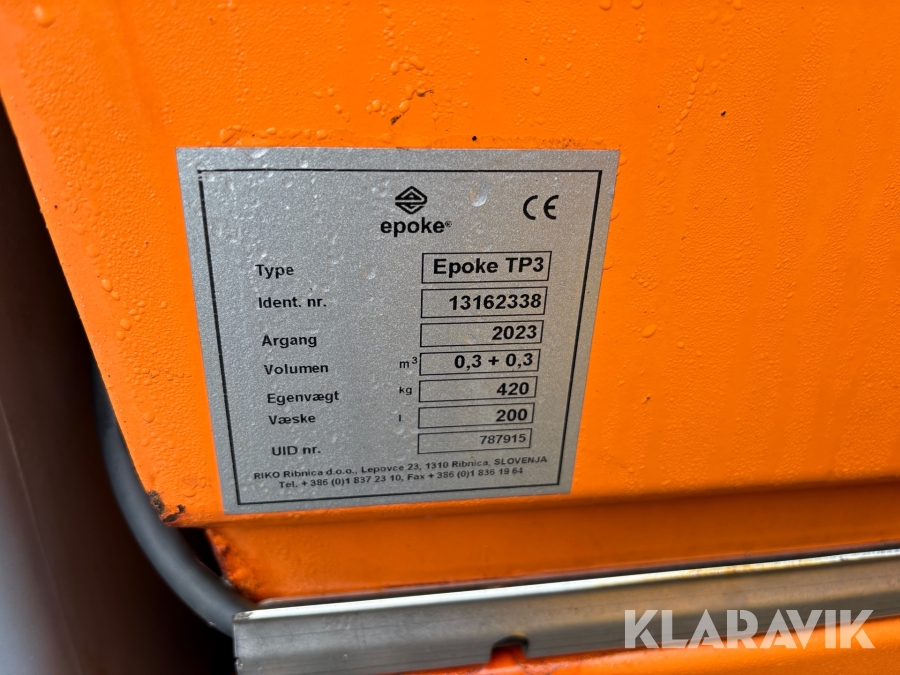 epoke®
CE
Type Epoke TP3
Ident. nr. 13162338
Argang 2023
Volumen m³ 0,3 + 0,3
Egenvægt kg 420
Væske l 200
UID nr. 787915
RIKO Ribnica d.o.o., Lepovce 23, 1310 Ribnica, SLOVENJA
Tel. + 386 (0)1 837 23 10, Fax + 386 (0)1 836 19 64
KLARAVIK